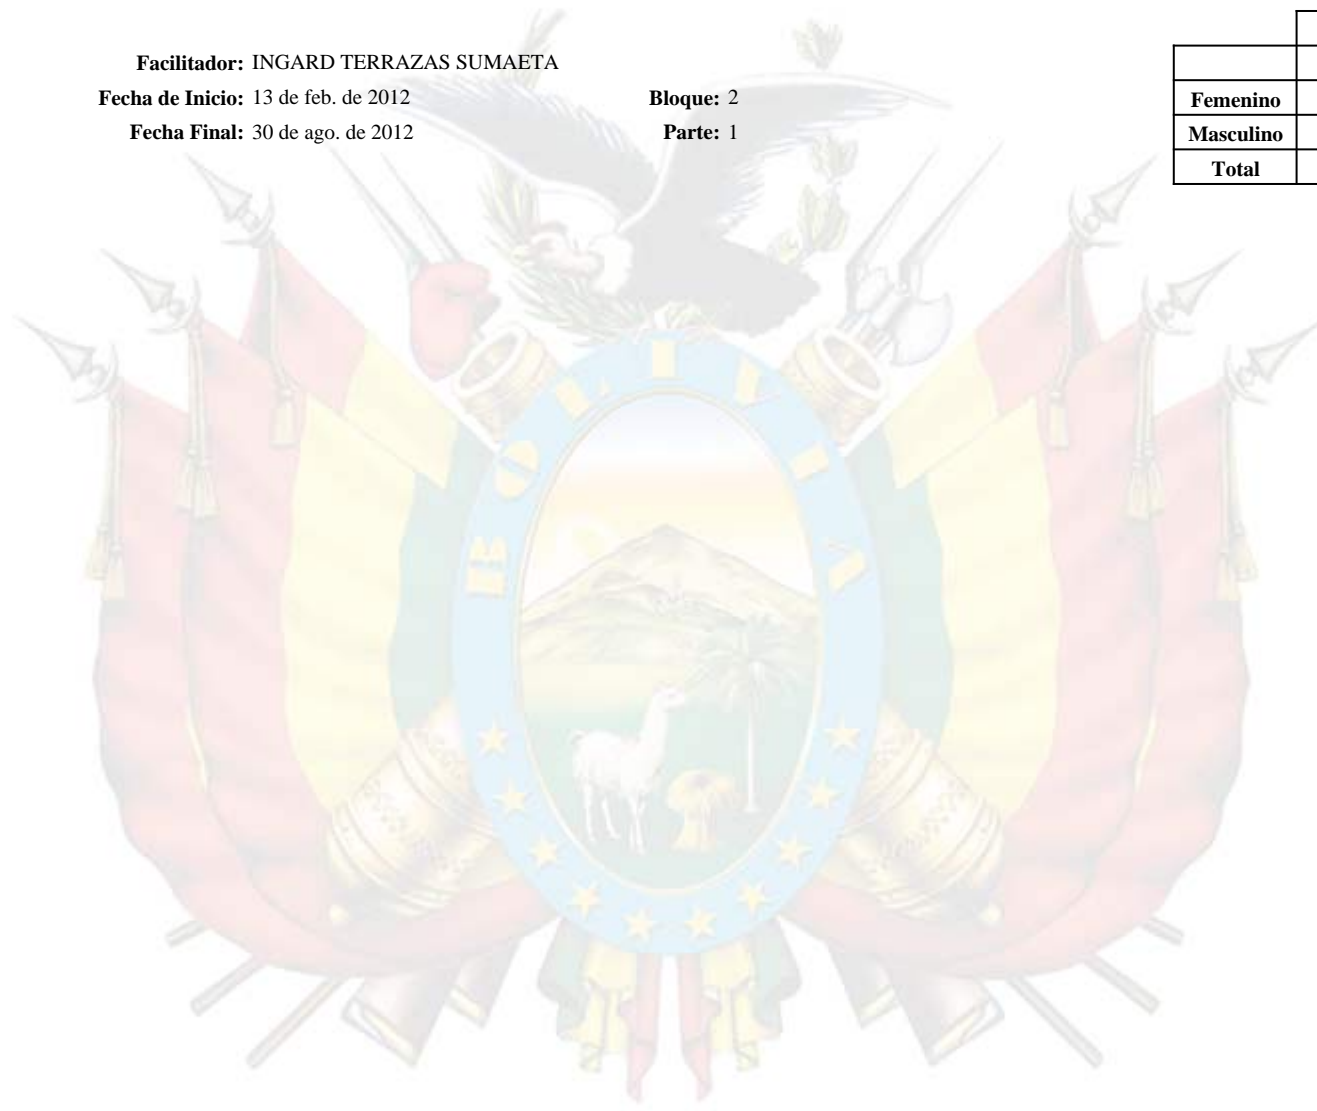 Facilitador: INGARD TERRAZAS SUMAETA
Fecha de Inicio: 13 de feb. de 2012 Bloque: 2
Fecha Final: 30 de ago. de 2012 Parte: 1
Femenino
Masculino
Total
BOLIVIA